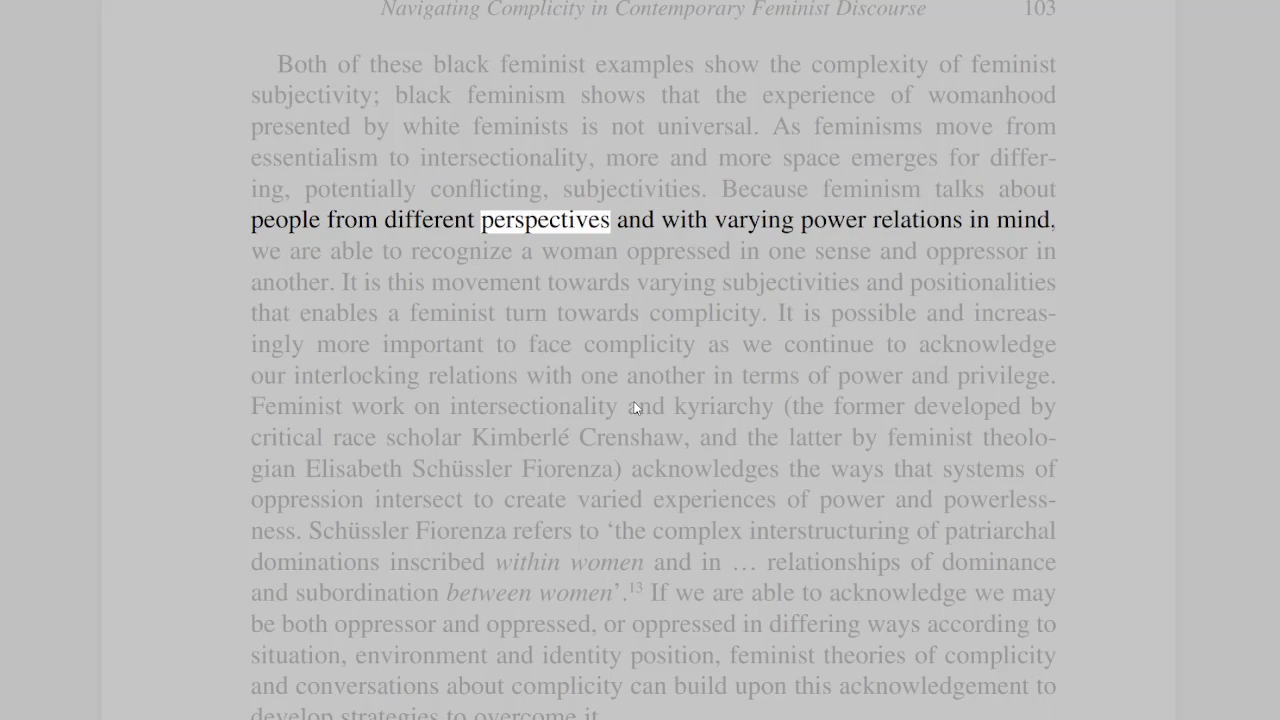 Navigating Complicity in Contemporary Feminist Discourse 103
Both of these black feminist examples show the complexity of feminist
subjectivity; black feminism shows that the experience of womanhood
presented by white feminists is not universal. As feminisms move from
essentialism to intersectionality, more and more space emerges for differ-
ing, potentially conflicting, subjectivities. Because feminism talks about
people from different perspectives and with varying power relations in mind,
we are able to recognize a woman oppressed in one sense and oppressor in
another. It is this movement towards varying subjectivities and positionalities
that enables a feminist turn towards complicity. It is possible and increas-
ingly more important to face complicity as we continue to acknowledge
our interlocking relations with one another in terms of power and privilege.
Feminist work on intersectionality and kyriarchy (the former developed by
critical race scholar Kimberlé Crenshaw, and the latter by feminist theolo-
gian Elisabeth Schüssler Fiorenza) acknowledges the ways that systems of
oppression intersect to create varied experiences of power and powerless-
ness. Schüssler Fiorenza refers to ‘the complex interstructuring of patriarchal
dominations inscribed within women and in … relationships of dominance
and subordination between women’.13 If we are able to acknowledge we may
be both oppressor and oppressed, or oppressed in differing ways according to
situation, environment and identity position, feminist theories of complicity
and conversations about complicity can build upon this acknowledgement to
develop strategies to overcome it.